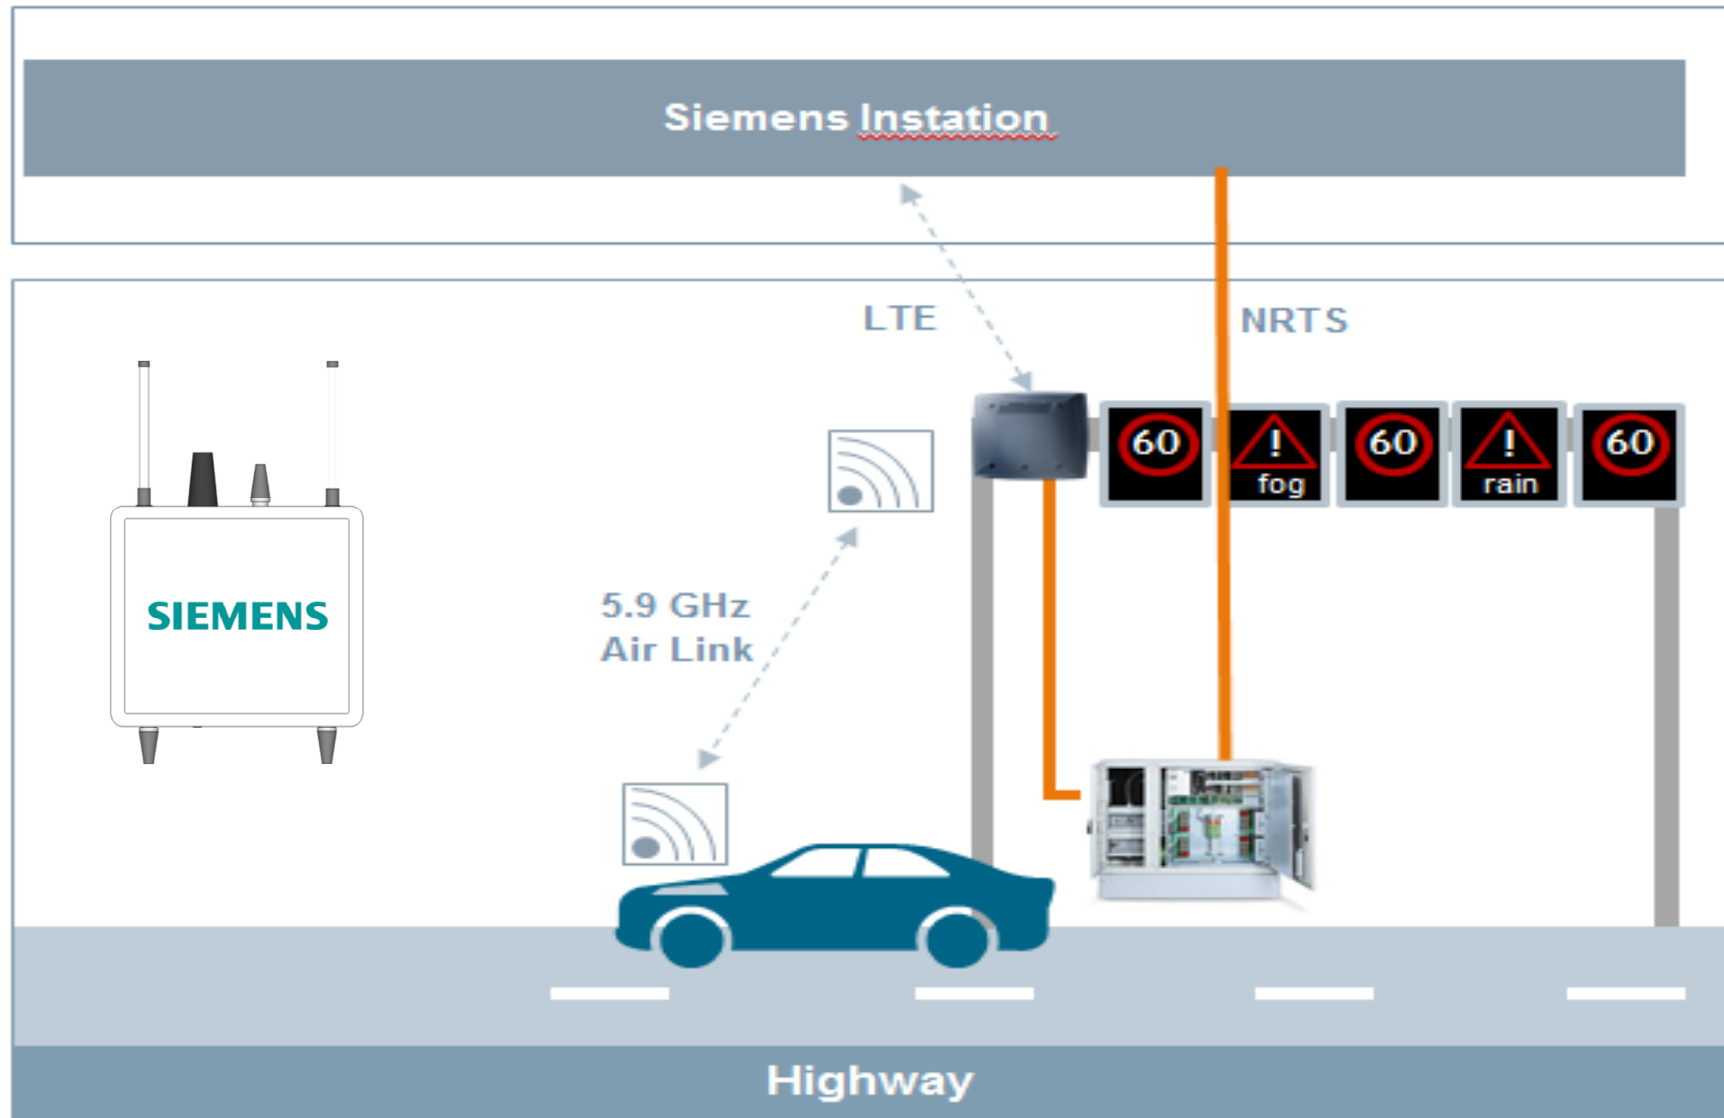 Siemens Instation
LTE
NRTS
60
!
fog
60
!
rain
60
5.9 GHz
Air Link
SIEMENS
Highway